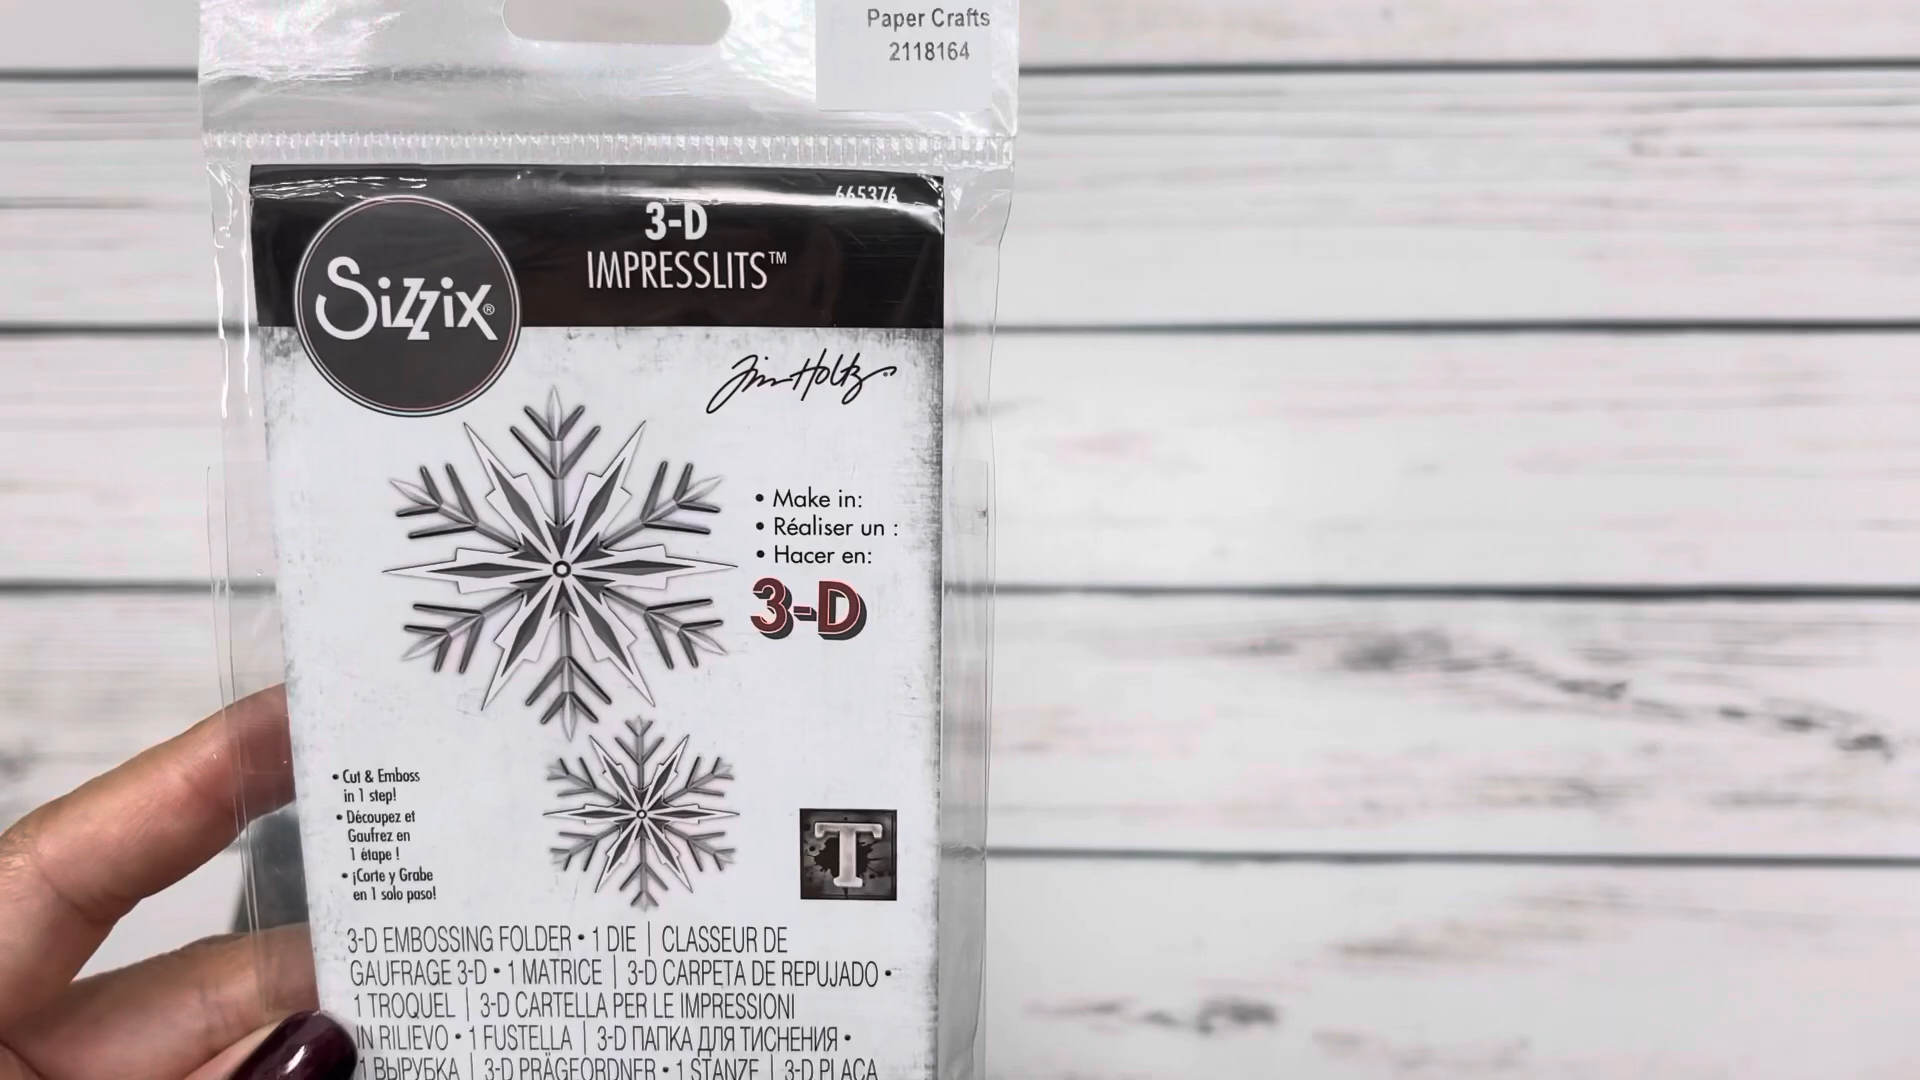 Paper Crafts
2118164
665376
3-D
IMPRESSLITS™
Sizzix®
Tim Holtz®
• Make in:
• Réaliser un :
• Hacer en:
3-D
• Cut & Emboss
in 1 step!
• Découpez et
Gaufrez en
1 étape !
• ¡Corte y Grabe
en 1 solo paso!
T
3-D EMBOSSING FOLDER • 1 DIE | CLASSEUR DE
GAUFRAGE 3-D • 1 MATRICE | 3-D CARPETA DE REPUJADO •
1 TROQUEL | 3-D CARTELLA PER LE IMPRESSIONI
IN RILIEVO • 1 FUSTELLA | 3-D ПАПКА ДЛЯ ТИСНЕНИЯ •
1 ВЫРУБКА | 3-D PRÄGEORDNER • 1 STANZE | 3-D PLACA